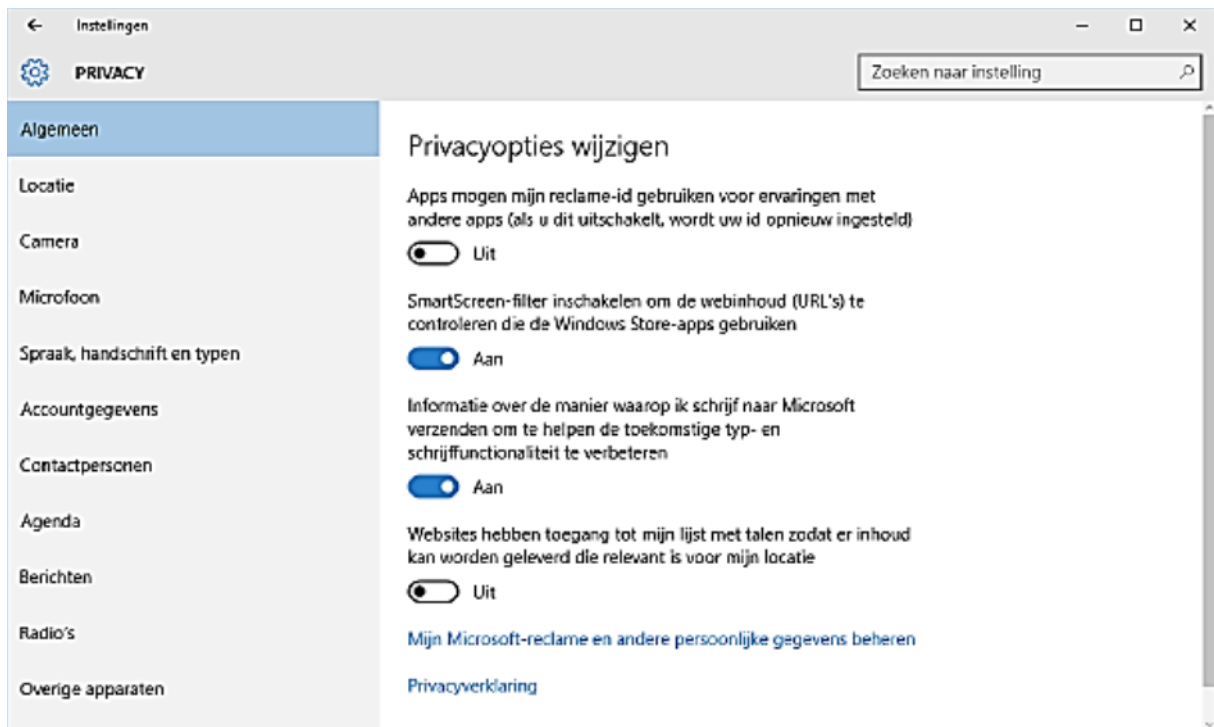 Instellingen
PRIVACY
Zoeken naar instelling
Algemeen
Locatie
Camera
Microfoon
Spraak, handschrift en typen
Accountgegevens
Contactpersonen
Agenda
Berichten
Radio's
Overige apparaten
Privacyopties wijzigen
Apps mogen mijn reclame-id gebruiken voor ervaringen met
andere apps (als u dit uitschakelt, wordt uw id opnieuw ingesteld)
Uit
SmartScreen-filter inschakelen om de webinhoud (URL's) te
controleren die de Windows Store-apps gebruiken
Aan
Informatie over de manier waarop ik schrijf naar Microsoft
verzenden om te helpen de toekomstige typ- en
schrijffunctionaliteit te verbeteren
Aan
Websites hebben toegang tot mijn lijst met talen zodat er inhoud
kan worden geleverd die relevant is voor mijn locatie
Uit
Mijn Microsoft-reclame en andere persoonlijke gegevens beheren
Privacyverklaring